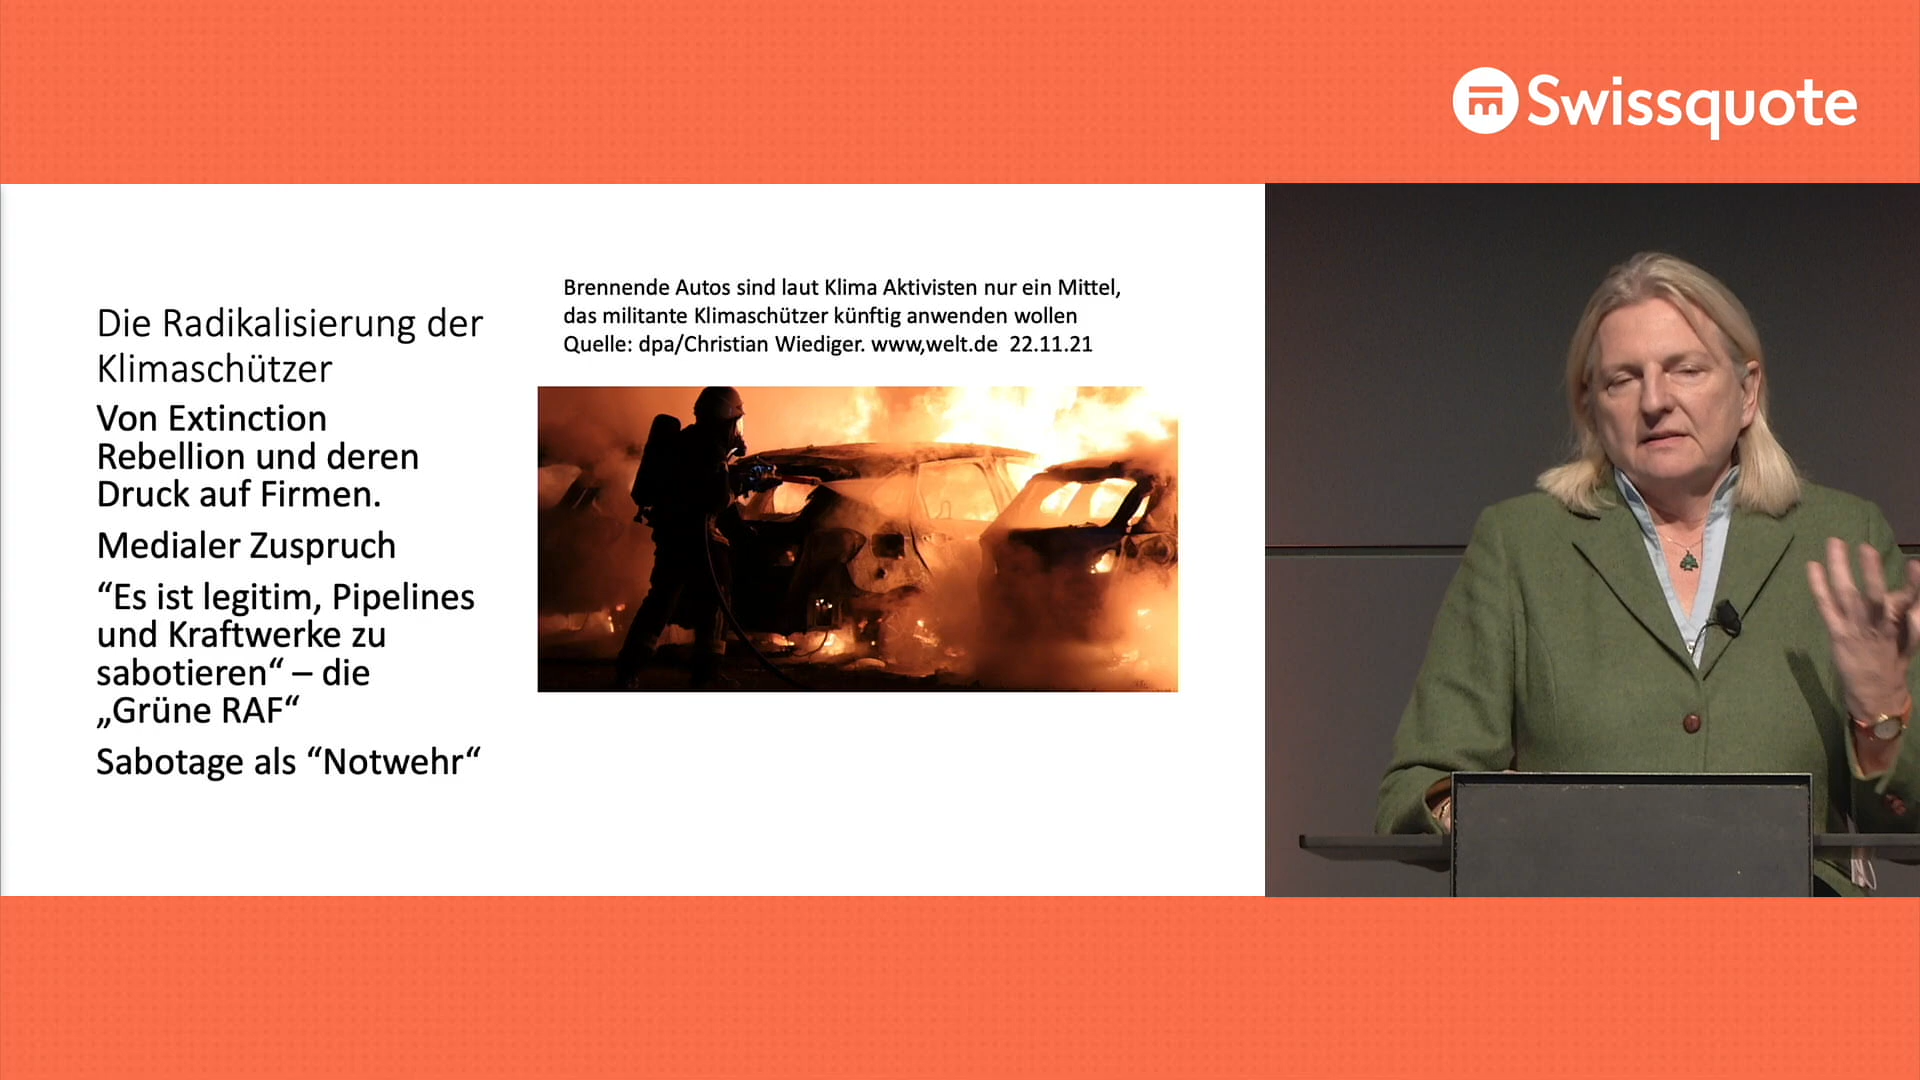 Swissquote
Die Radikalisierung der
Klimaschützer
Von Extinction
Rebellion und deren
Druck auf Firmen.
Medialer Zuspruch
“Es ist legitim, Pipelines
und Kraftwerke zu
sabotieren“ – die
„Grüne RAF“
Sabotage als “Notwehr“
Brennende Autos sind laut Klima Aktivisten nur ein Mittel,
das militante Klimaschützer künftig anwenden wollen
Quelle: dpa/Christian Wiediger. www,welt.de 22.11.21